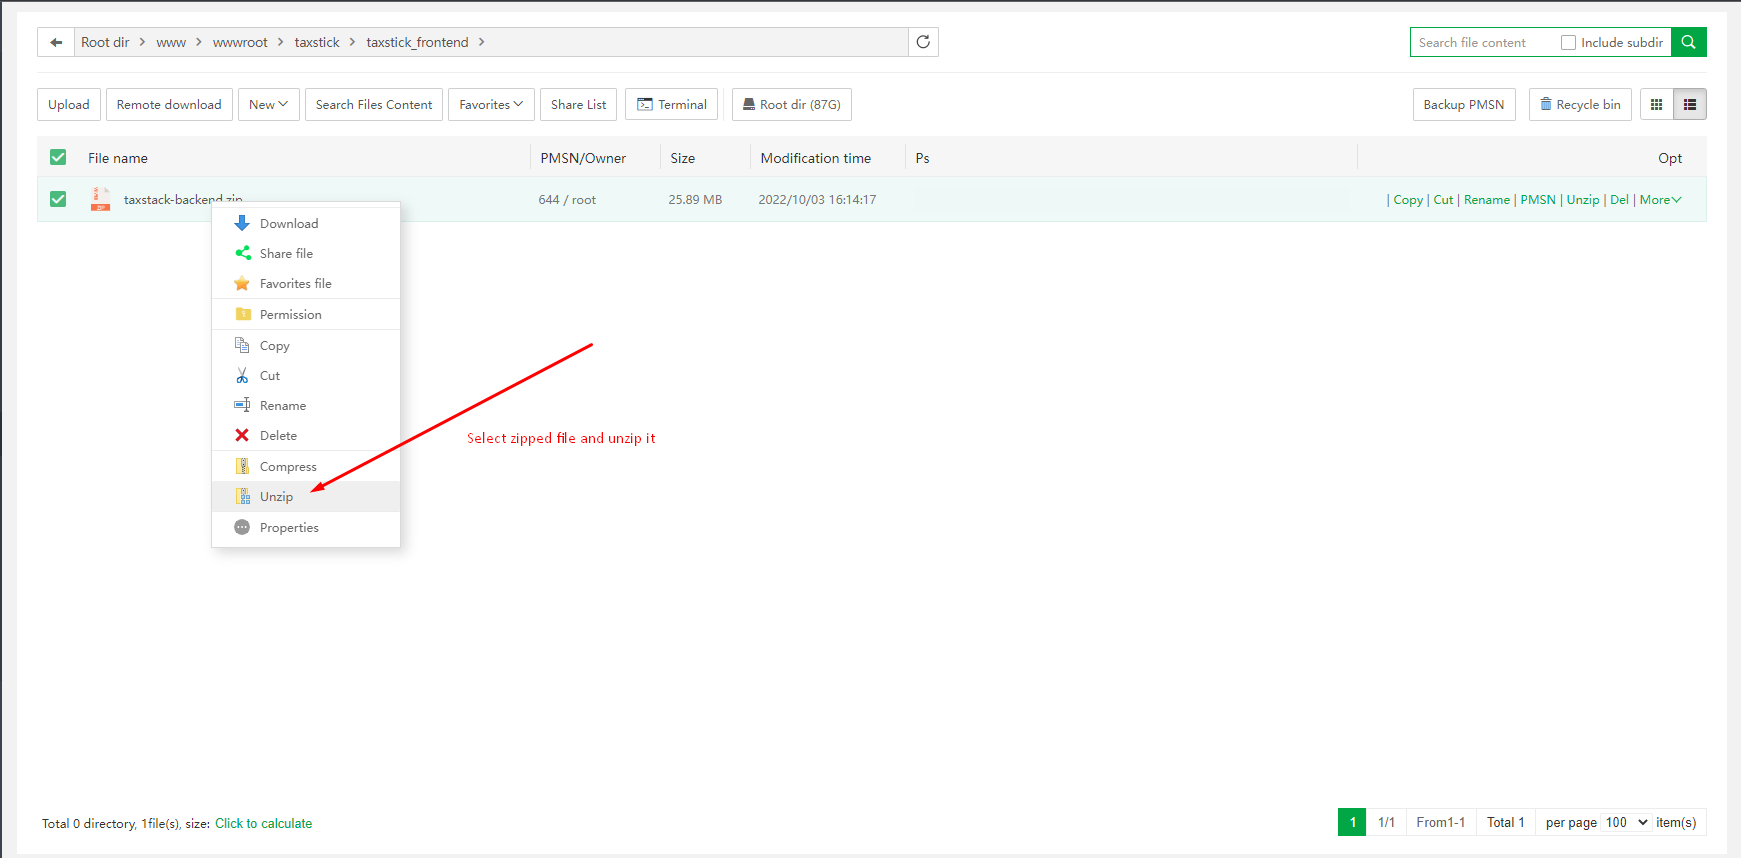 Root dir > www > wwwroot > taxstick > taxstick_frontend >
Search file content Include subdir
Upload Remote download New Search Files Content Favorites Share List Terminal Root dir (87G) Backup PMSN Recycle bin
File name PMSN/Owner Size Modification time Ps Opt
taxstack-backend.zip 644 / root 25.89 MB 2022/10/03 16:14:17 | Copy | Cut | Rename | PMSN | Unzip | Del | More
Download
Share file
Favorites file
Permission
Copy
Cut
Rename
Delete
Select zipped file and unzip it
Compress
Unzip
Properties
Total 0 directory, 1file(s), size: Click to calculate
1 1/1 From1-1 Total 1 per page 100 item(s)